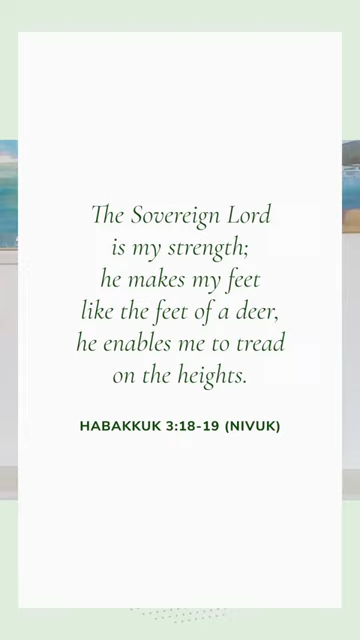 The Sovereign Lord
is my strength;
he makes my feet
like the feet of a deer,
he enables me to tread
on the heights.
HABAKKUK 3:18-19 (NIVUK)